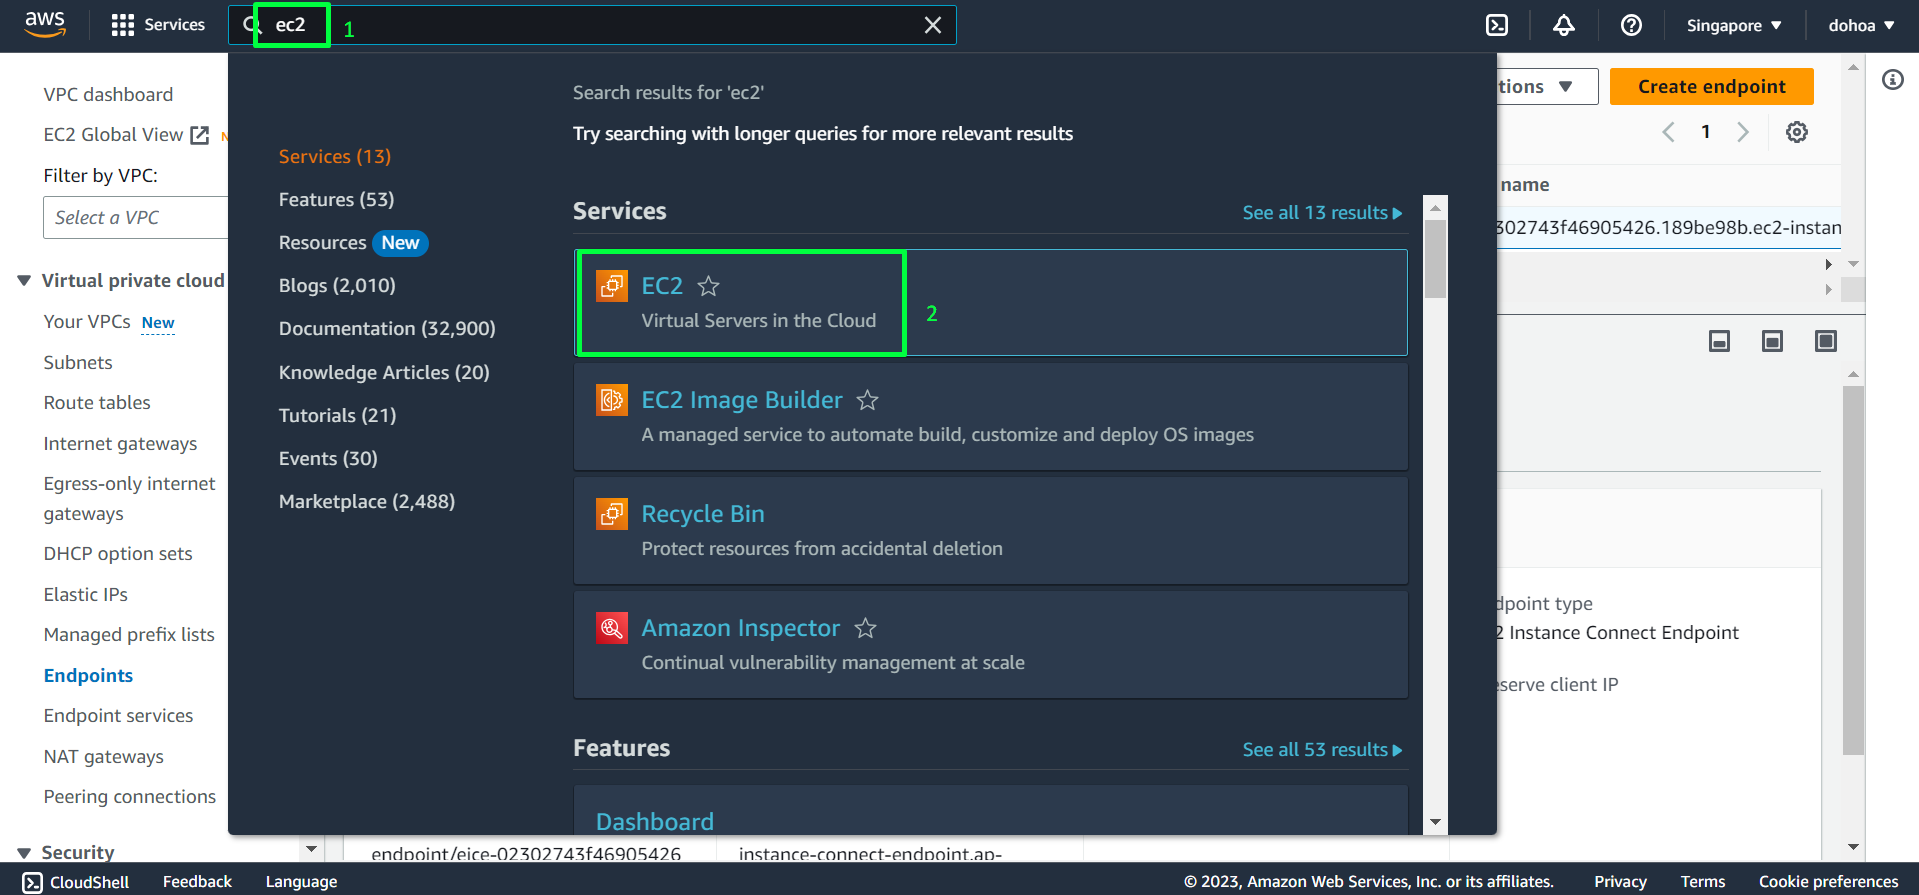 aws
Services
ec2
1
Singapore
dohoa
VPC dashboard
EC2 Global View
Filter by VPC:
Select a VPC
Virtual private cloud
Your VPCs New
Subnets
Route tables
Internet gateways
Egress-only internet
gateways
DHCP option sets
Elastic IPs
Managed prefix lists
Endpoints
Endpoint services
NAT gateways
Peering connections
Security
Search results for 'ec2'
Try searching with longer queries for more relevant results
Services (13)
Features (53)
Resources New
Blogs (2,010)
Documentation (32,900)
Knowledge Articles (20)
Tutorials (21)
Events (30)
Marketplace (2,488)
Services
See all 13 results
EC2
Virtual Servers in the Cloud
2
EC2 Image Builder
A managed service to automate build, customize and deploy OS images
Recycle Bin
Protect resources from accidental deletion
Amazon Inspector
Continual vulnerability management at scale
Features
See all 53 results
Dashboard
tions
Create endpoint
1
name
302743f46905426.189be98b.ec2-instan
dpoint type
2 Instance Connect Endpoint
eserve client IP
endpoint/eice-02302743f46905426
instance-connect-endpoint.ap-
CloudShell
Feedback
Language
© 2023, Amazon Web Services, Inc. or its affiliates.
Privacy
Terms
Cookie preferences